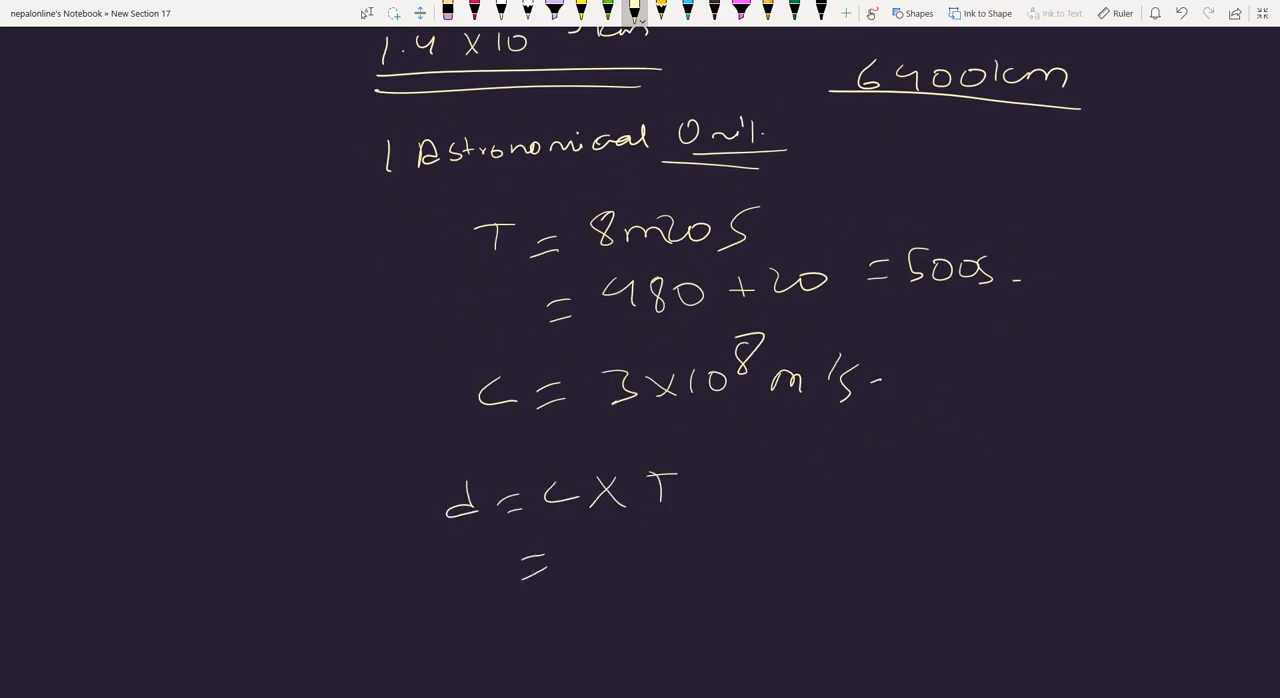 nepalonline's Notebook » New Section 17
Shapes Ink to Shape Ink to Text Ruler
1.4 X 10 km
6400km
1 Astronomical Unit.
T = 8m20S
= 480 + 20 = 500s.
C = 3X10⁸ m/s.
d = C X T
=